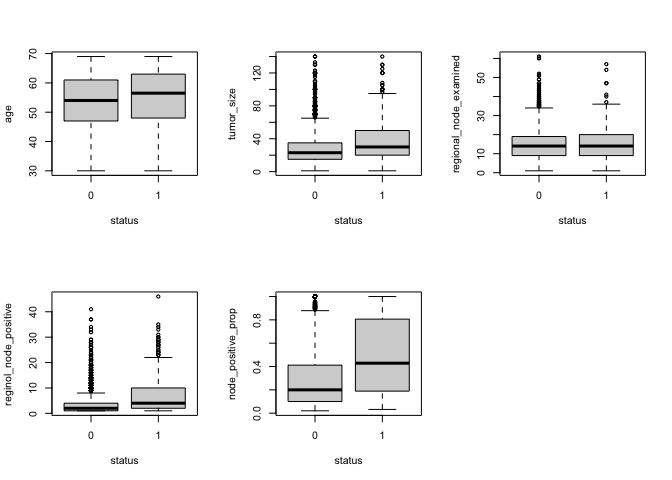 age
30 40 50 60 70
0 1
status
tumor_size
0 40 80 120
0 1
status
regional_node_examined
0 10 30 50
0 1
status
reginol_node_positive
0 10 20 30 40
0 1
status
node_positive_prop
0.0 0.4 0.8
0 1
status